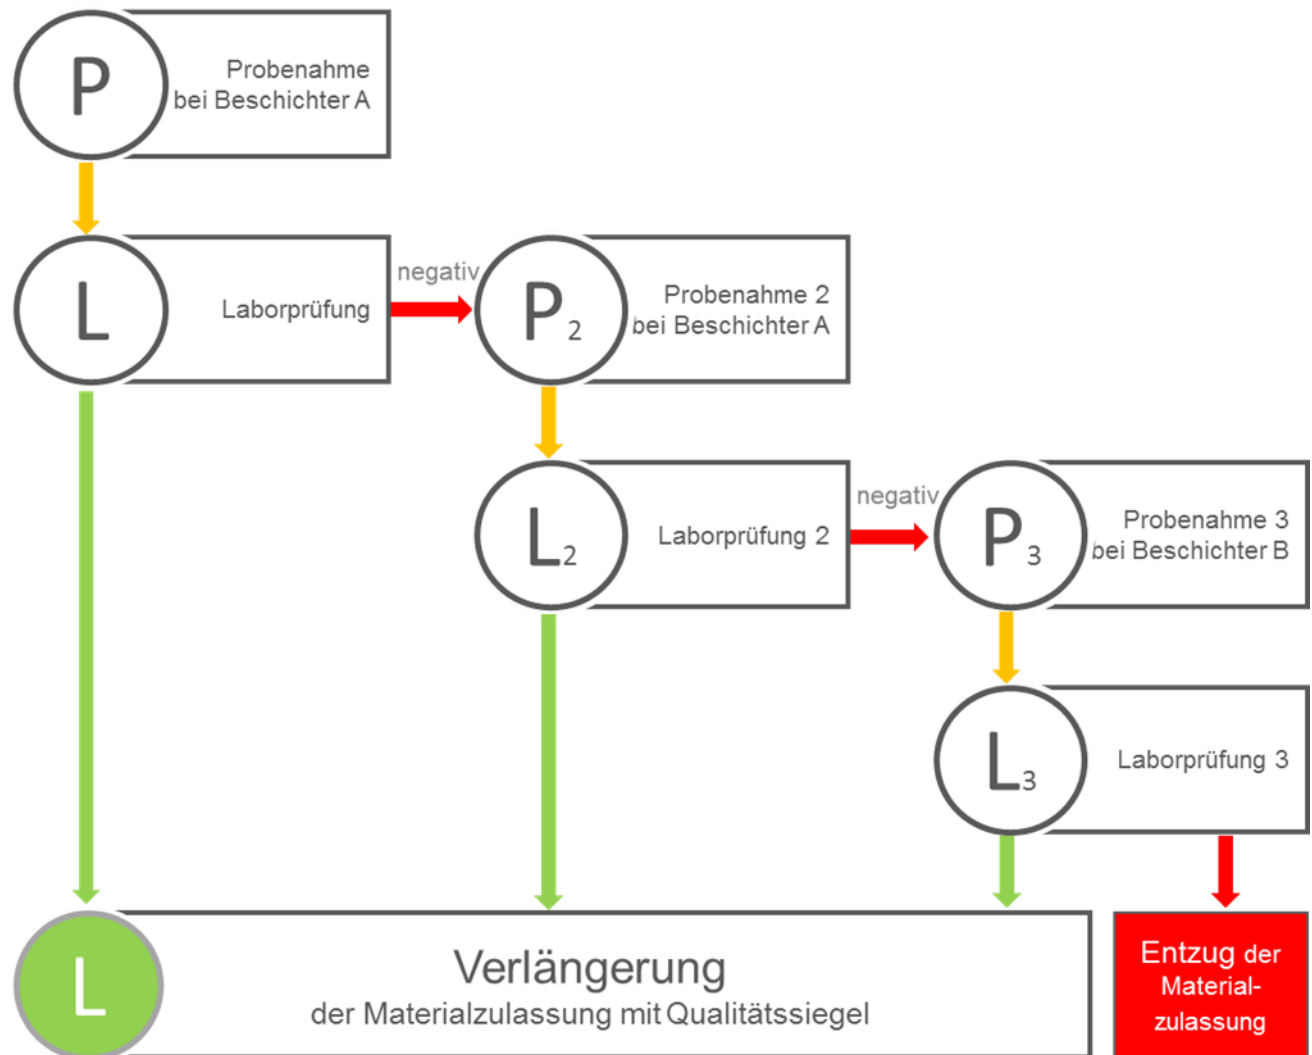 P
Probenahme
bei Beschichter A
L
Laborprüfung
negativ
P2
Probenahme 2
bei Beschichter A
L2
Laborprüfung 2
negativ
P3
Probenahme 3
bei Beschichter B
L3
Laborprüfung 3
L
Verlängerung
der Materialzulassung mit Qualitätssiegel
Entzug der
Material-
zulassung